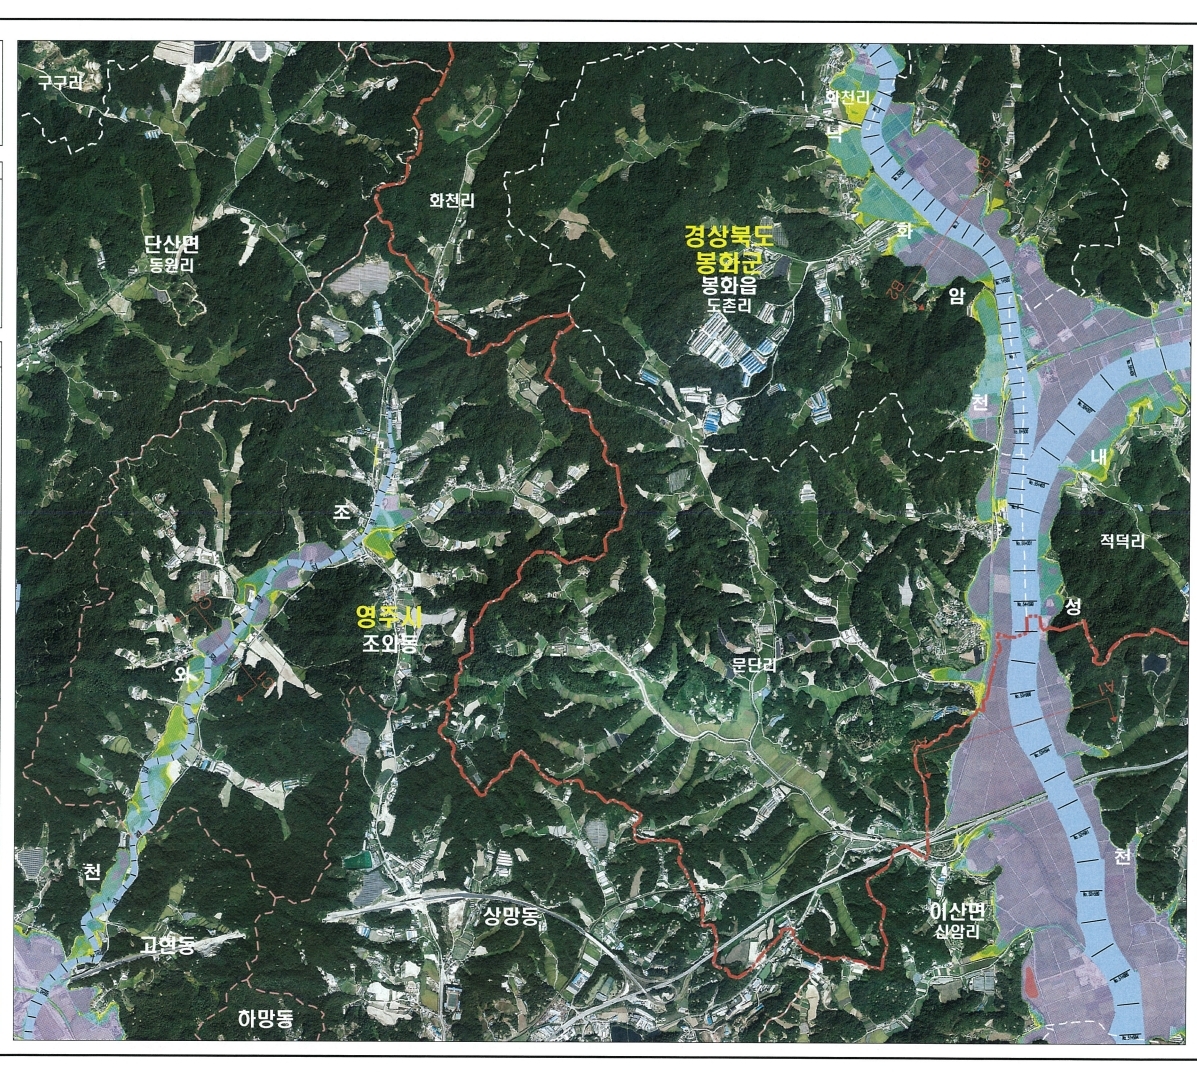 구구리
화천리
낙
화천리
단산면
동원리
경상북도
봉화군
봉화읍
도촌리
화
암
천
내
조
적덕리
성
영주시
조와동
와
문단리
천
천
이산면
신암리
상망동
고현동
하망동